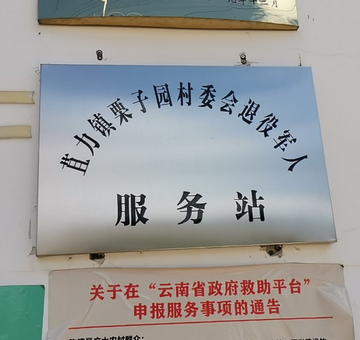 苴力镇栗子园村委会退役军人
服务站
关于在“云南省政府救助平台”
申报服务事项的通告